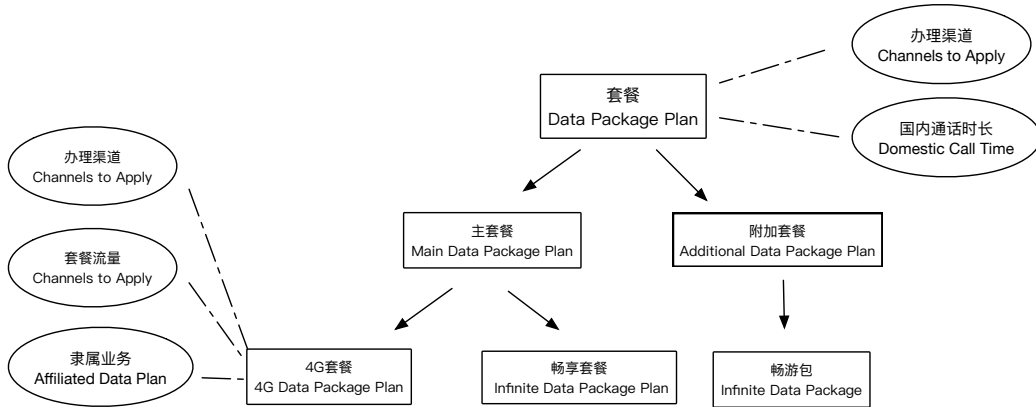 办理渠道
Channels to Apply
套餐
Data Package Plan
国内通话时长
Domestic Call Time
办理渠道
Channels to Apply
主套餐
Main Data Package Plan
附加套餐
Additional Data Package Plan
套餐流量
Channels to Apply
隶属业务
Affiliated Data Plan
4G套餐
4G Data Package Plan
畅享套餐
Infinite Data Package Plan
畅游包
Infinite Data Package